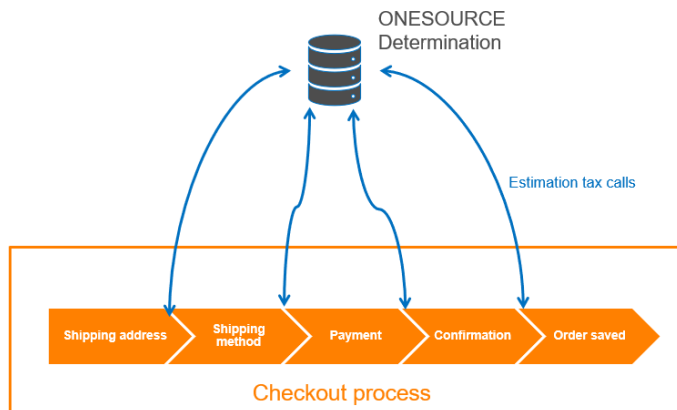 ONESOURCE
Determination
Estimation tax calls
Shipping address
Shipping
method
Payment
Confirmation
Order saved
Checkout process